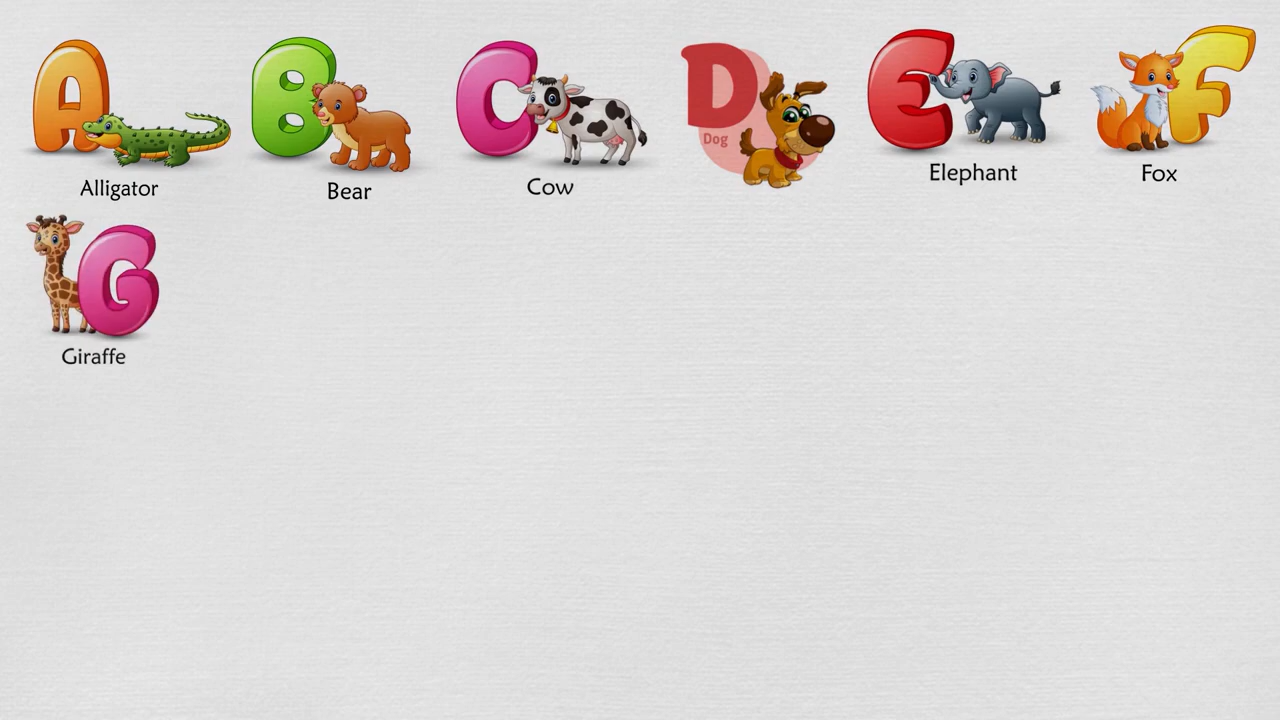 A
Alligator
B
Bear
C
Cow
D
Dog
E
Elephant
F
Fox
G
Giraffe